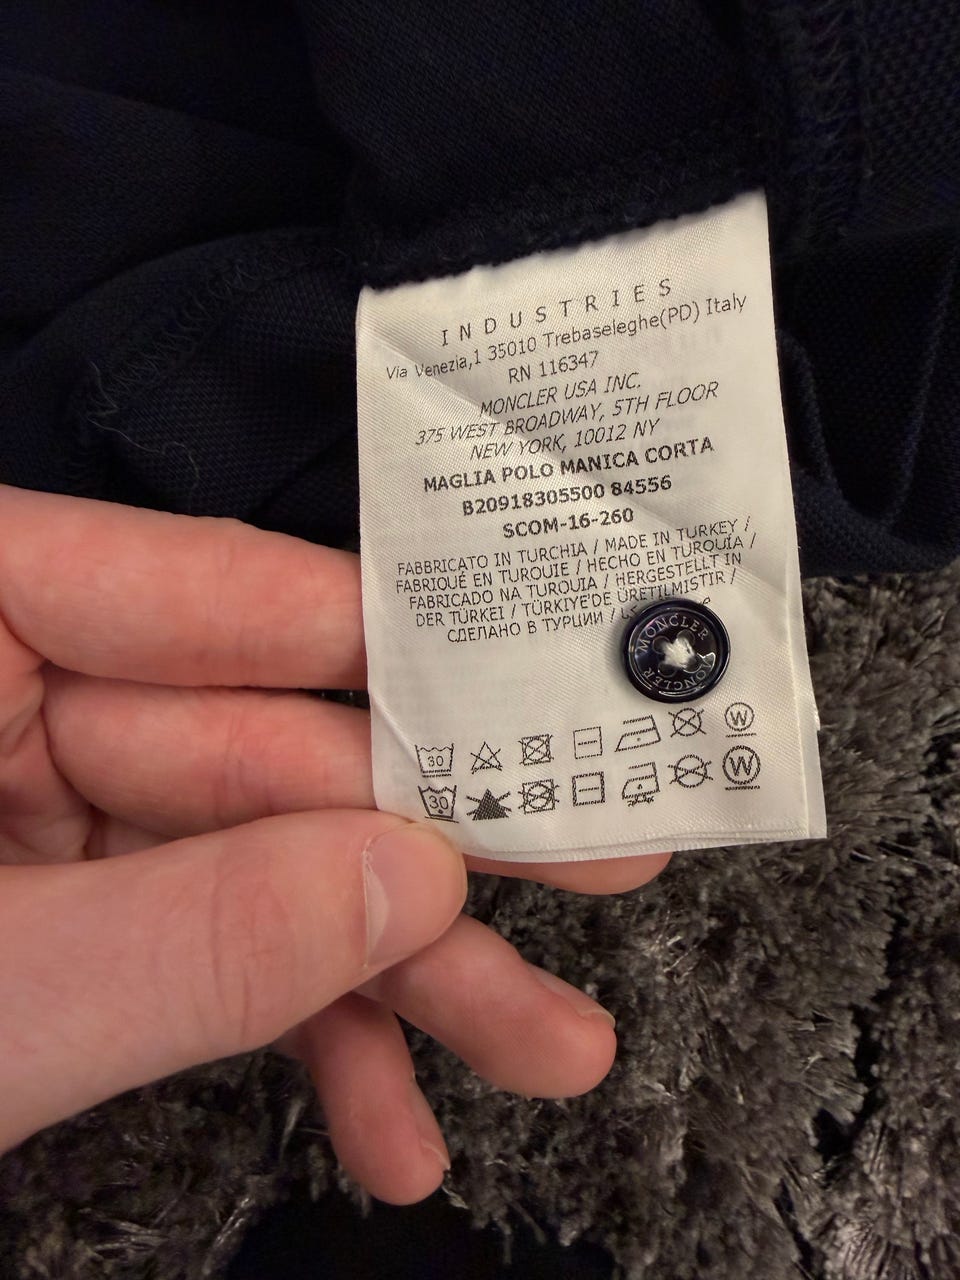 INDUSTRIES
Via Venezia,1 35010 Trebaseleghe(PD) Italy
RN 116347
MONCLER USA INC.
375 WEST BROADWAY, 5TH FLOOR
NEW YORK, 10012 NY
MAGLIA POLO MANICA CORTA
B20918305500 84556
SCOM-16-260
FABBRICATO IN TURCHIA / MADE IN TURKEY /
FABRIQUÉ EN TURQUIE / HECHO EN TURQUÍA /
FABRICADO NA TURQUIA / HERGESTELLT IN
DER TÜRKEI / TÜRKIYE'DE ÜRETILMISTIR /
СДЕЛАНО В ТУРЦИИ /
MONCLER
MONCLER
30 W
30 W